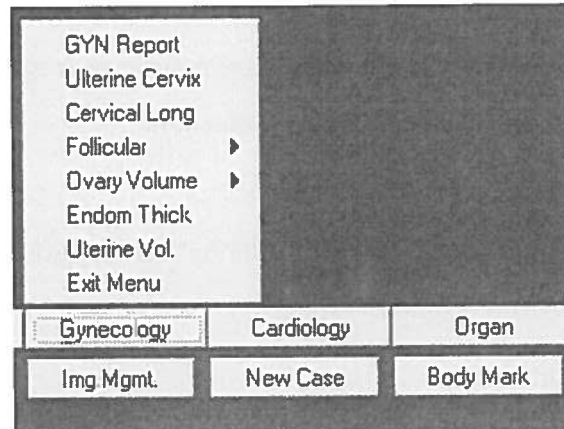 GYN Report
Ulterine Cervix
Cervical Long
Follicular
Ovary Volume
Endom Thick
Uterine Vol.
Exit Menu
Gynecology Cardiology Organ
Img.Mgmt. New Case Body Mark